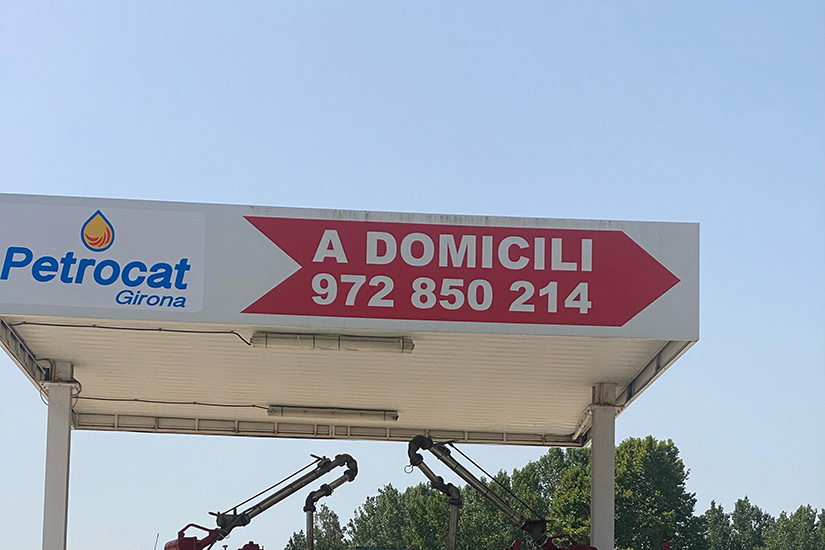 Petrocat
Girona
A DOMICILI
972 850 214